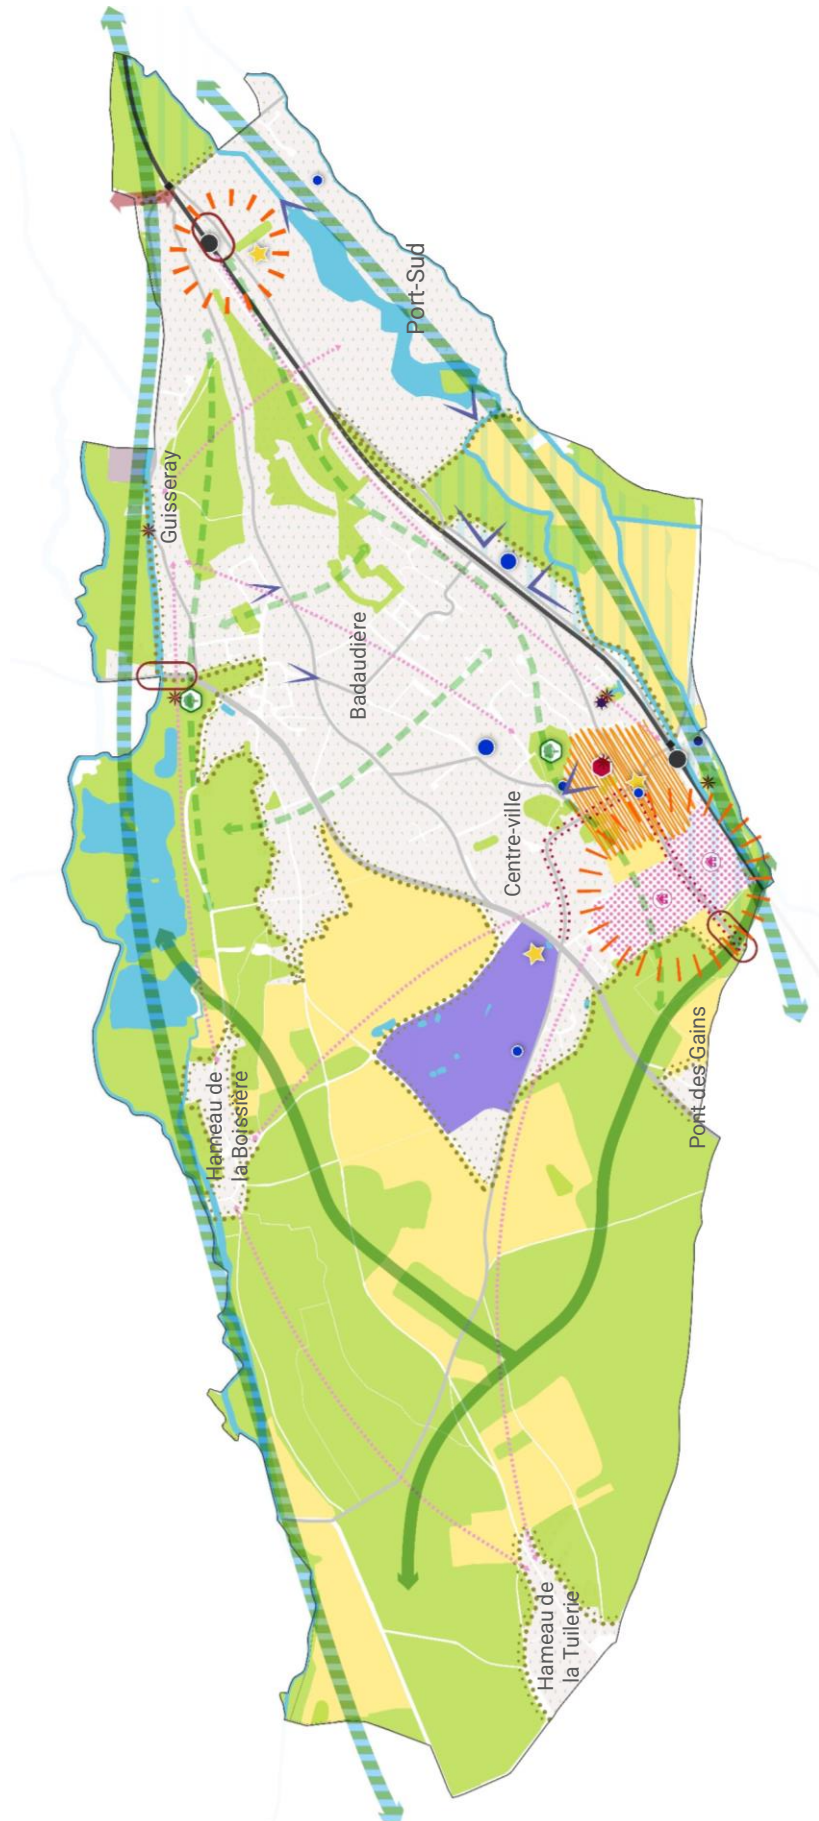 Port-Sud
Guisseray
Badaudière
Centre-ville
Pont des Gains
Hameau de
la Boissière
Hameau de
la Tuilerie